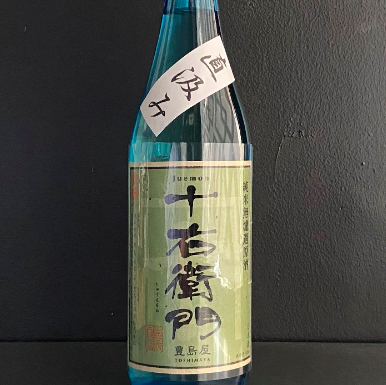 直汲み
Juemon
純米無濾過原酒
十右衛門
豊島屋
TOSHIMAYA